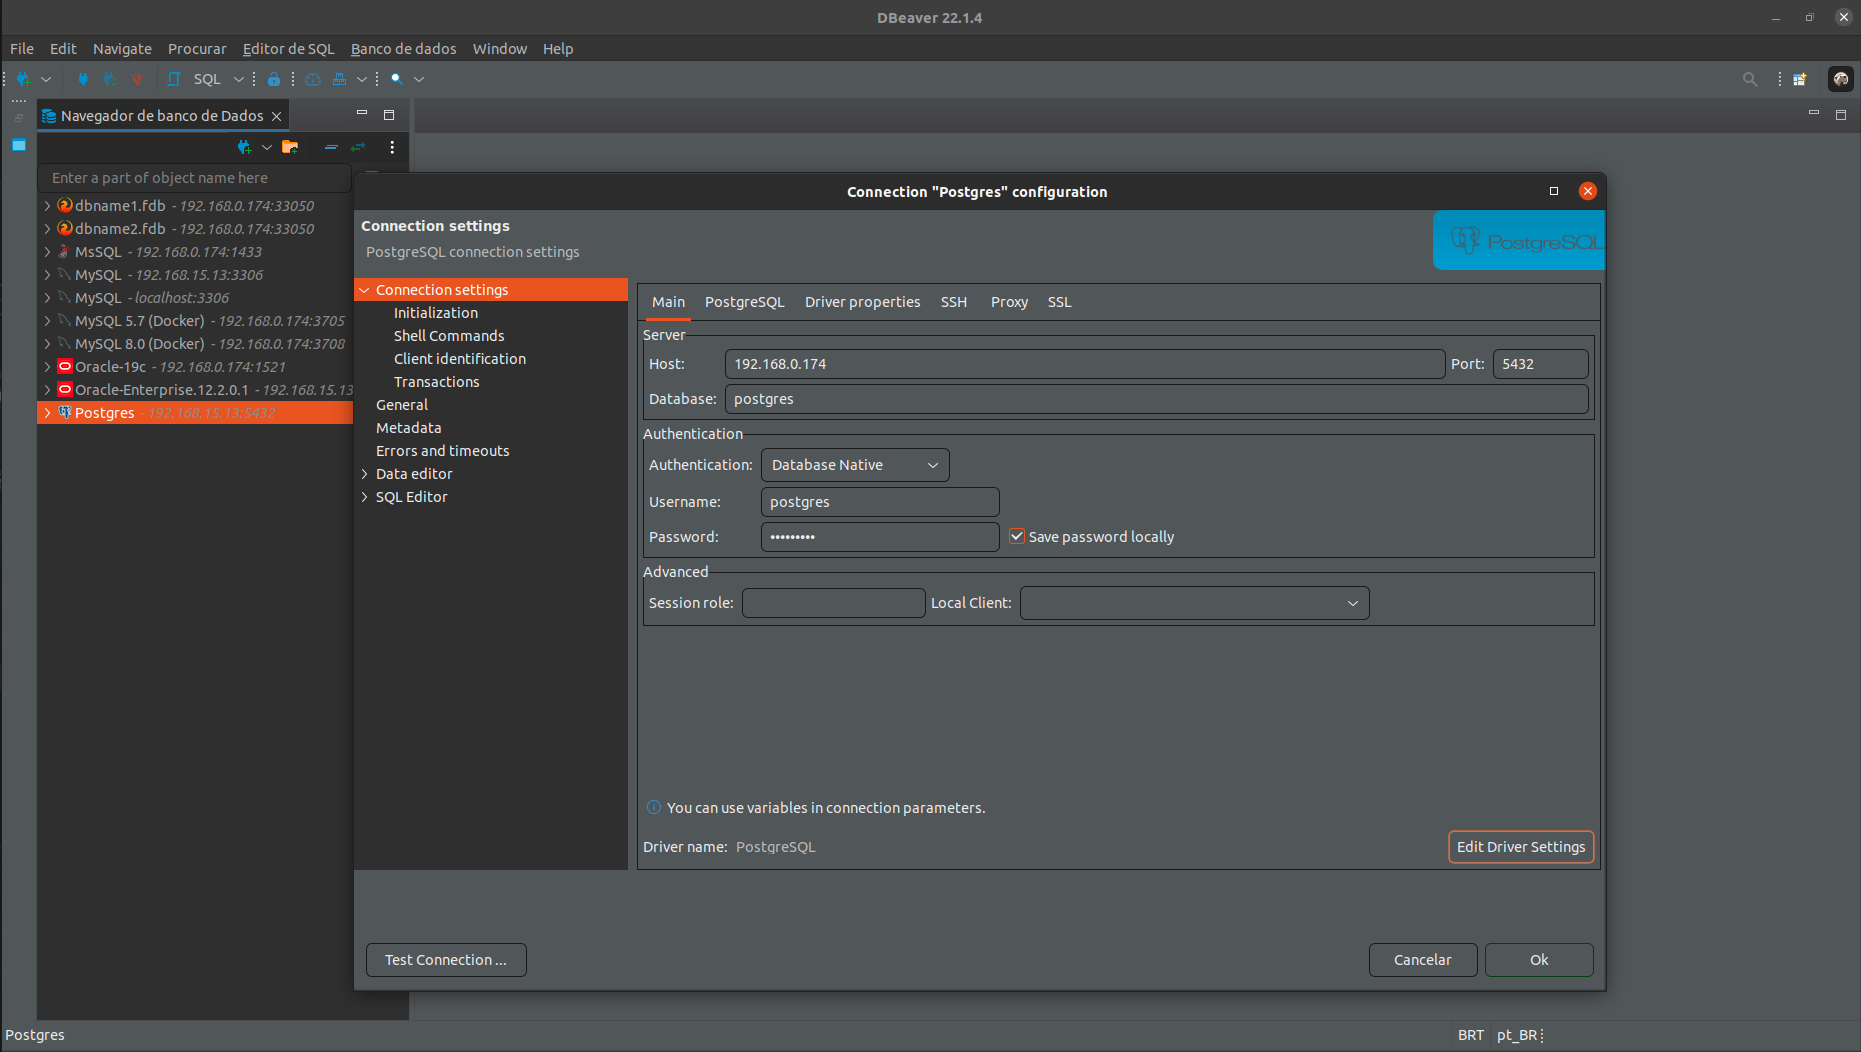 DBeaver 22.1.4
File Edit Navigate Procurar Editor de SQL Banco de dados Window Help
SQL
Navegador de banco de Dados
Enter a part of object name here
dbname1.fdb - 192.168.0.174:33050
dbname2.fdb - 192.168.0.174:33050
MsSQL - 192.168.0.174:1433
MySQL - 192.168.15.13:3306
MySQL - localhost:3306
MySQL 5.7 (Docker) - 192.168.0.174:3705
MySQL 8.0 (Docker) - 192.168.0.174:3708
Oracle-19c - 192.168.0.174:1521
Oracle-Enterprise.12.2.0.1 - 192.168.15.13
Postgres - 192.168.15.13:5432
Connection "Postgres" configuration
Connection settings
PostgreSQL connection settings
PostgreSQL
Connection settings
Initialization
Shell Commands
Client identification
Transactions
General
Metadata
Errors and timeouts
Data editor
SQL Editor
Main PostgreSQL Driver properties SSH Proxy SSL
Server
Host: 192.168.0.174 Port: 5432
Database: postgres
Authentication
Authentication: Database Native
Username: postgres
Password: •••••••••  Save password locally
Advanced
Session role: Local Client:
You can use variables in connection parameters.
Driver name: PostgreSQL Edit Driver Settings
Test Connection ... Cancelar Ok
Postgres BRT pt_BR